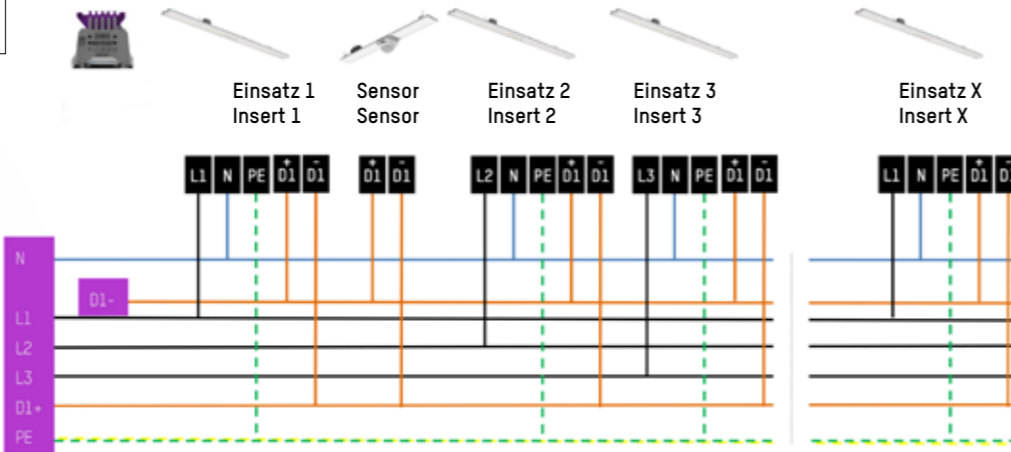 Einsatz 1
Insert 1
Sensor
Sensor
Einsatz 2
Insert 2
Einsatz 3
Insert 3
Einsatz X
Insert X
L1 N PE +D1 -D1
+D1 -D1
L2 N PE +D1 -D1
L3 N PE +D1 -D1
L1 N PE +D1 -D1
N
D1-
L1
L2
L3
D1+
PE